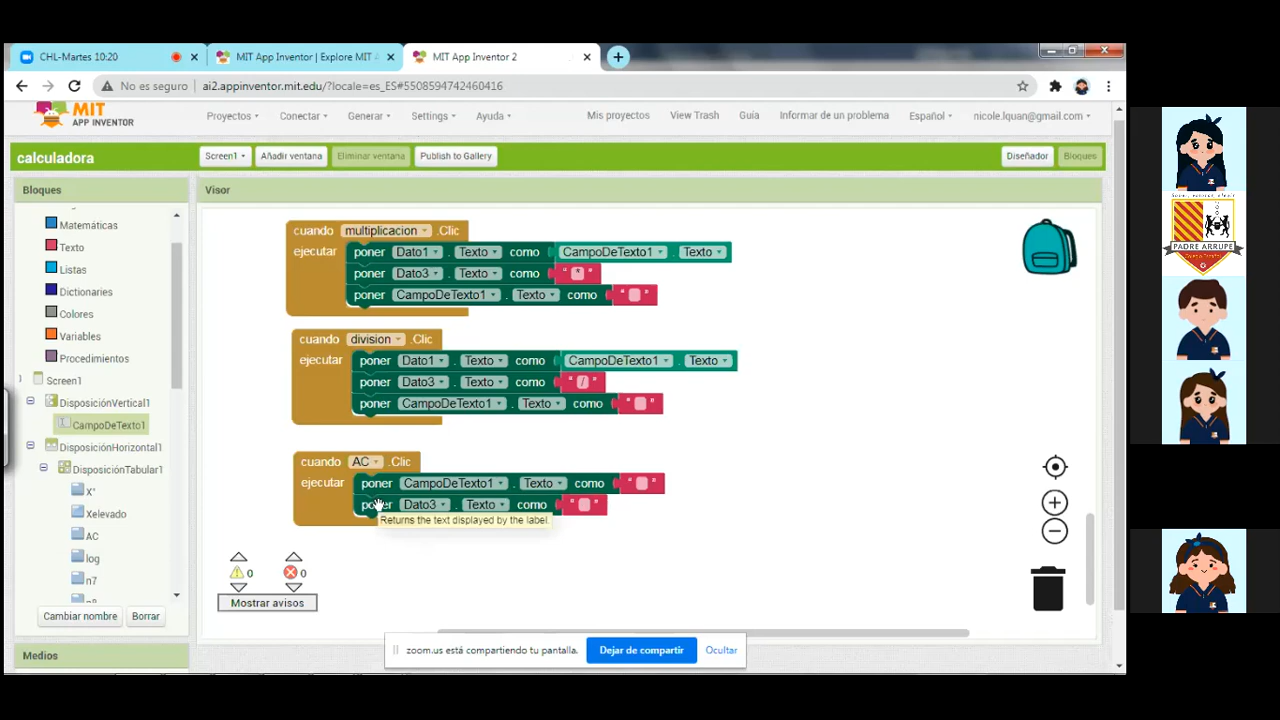 CHL-Martes 10:20
MIT App Inventor | Explore MIT
MIT App Inventor 2
No es seguro
ai2.appinventor.mit.edu/?locale=es_ES#5508594742460416
MIT
APP INVENTOR
Proyectos
Conectar
Generar
Settings
Ayuda
Mis proyectos
View Trash
Guía
Informar de un problema
Español
nicole.lquan@gmail.com
calculadora
Screen1
Añadir ventana
Eliminar ventana
Publish to Gallery
Diseñador
Bloques
Bloques
Visor
Matemáticas
Texto
Listas
Dictionaries
Colores
Variables
Procedimientos
Screen1
DisposiciónVertical1
CampoDeTexto1
DisposiciónHorizontal1
DisposiciónTabular1
X"
Xelevado
AC
log
n7
n8
Cambiar nombre
Borrar
Medios
cuando multiplicacion .Clic
ejecutar poner Dato1 . Texto como CampoDeTexto1 . Texto
poner Dato3 . Texto como " * "
poner CampoDeTexto1 . Texto como " "
cuando division .Clic
ejecutar poner Dato1 . Texto como CampoDeTexto1 . Texto
poner Dato3 . Texto como " / "
poner CampoDeTexto1 . Texto como " "
cuando AC .Clic
ejecutar poner CampoDeTexto1 . Texto como " "
poner Dato3 . Texto como " "
Returns the text displayed by the label.
0
0
Mostrar avisos
zoom.us está compartiendo tu pantalla.
Dejar de compartir
Ocultar
PADRE ARRUPE